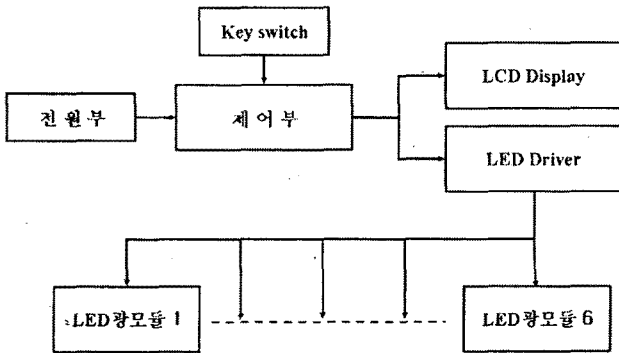 Key switch
LCD Display
전 원 부
제 어 부
LED Driver
LED광모듈 1
LED광모듈 6